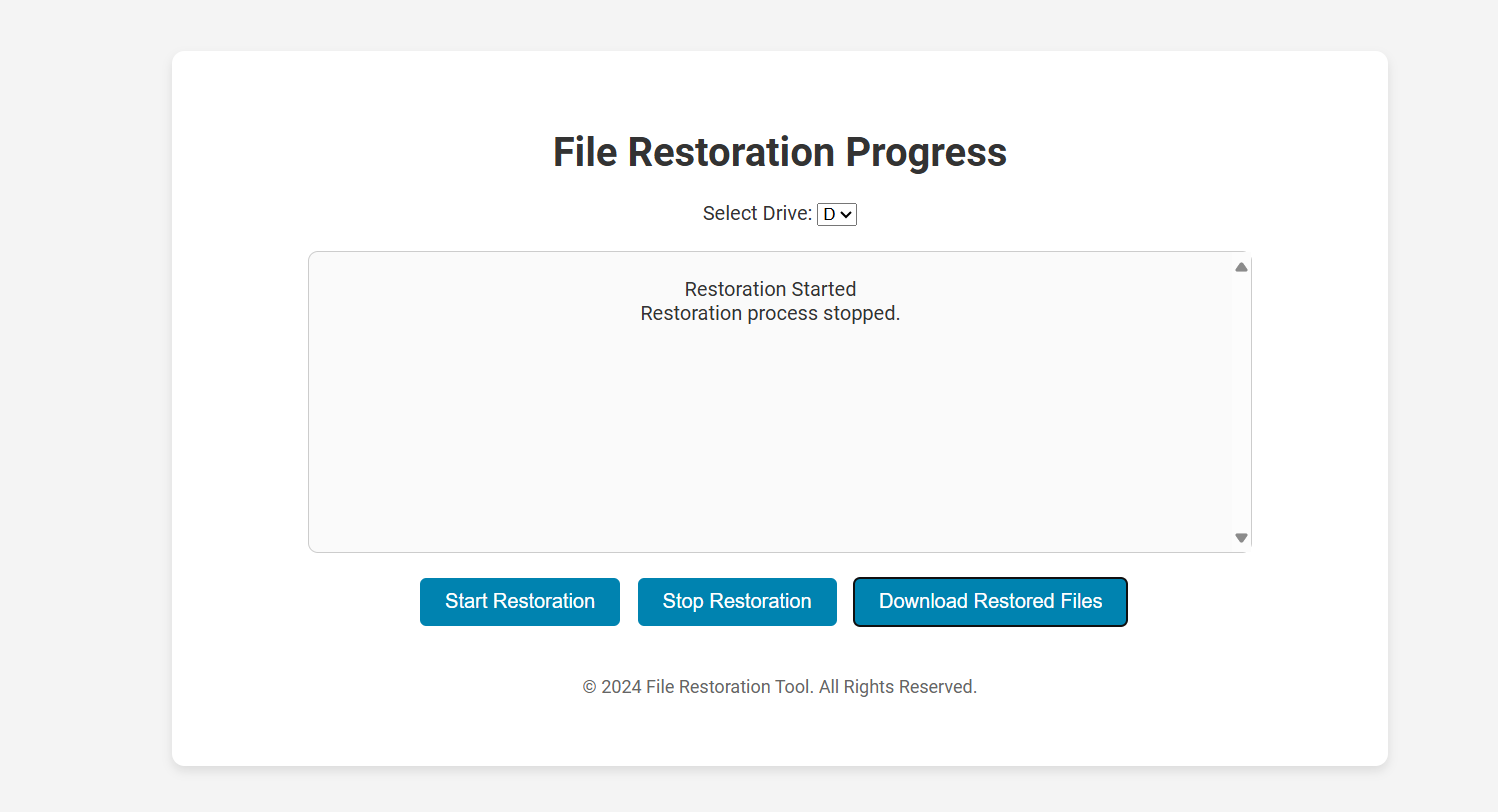 File Restoration Progress
Select Drive: D
Restoration Started
Restoration process stopped.
Start Restoration
Stop Restoration
Download Restored Files
© 2024 File Restoration Tool. All Rights Reserved.